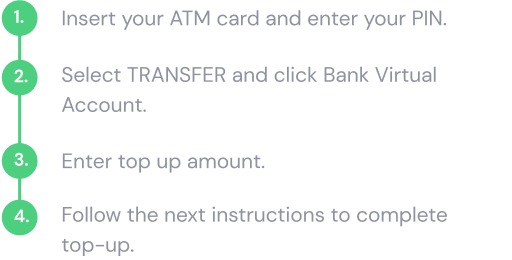 1. Insert your ATM card and enter your PIN.
2. Select TRANSFER and click Bank Virtual
Account.
3. Enter top up amount.
4. Follow the next instructions to complete
top-up.